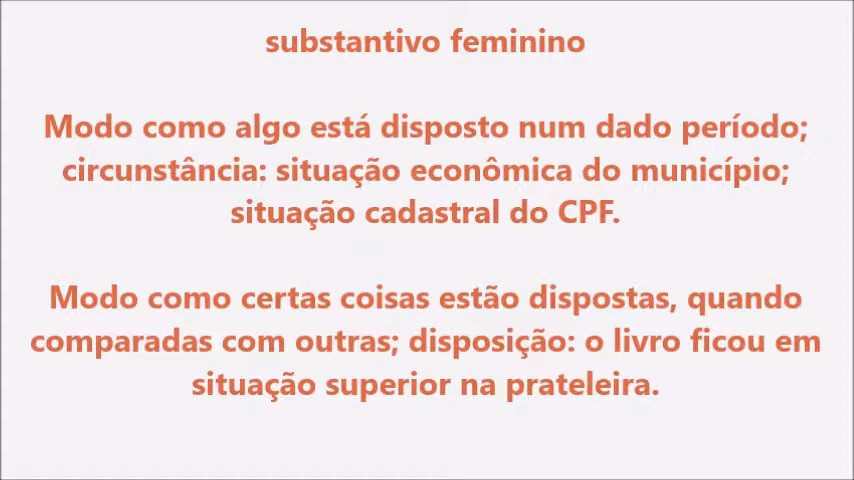 substantivo feminino
Modo como algo está disposto num dado período;
circunstância: situação econômica do município;
situação cadastral do CPF.
Modo como certas coisas estão dispostas, quando
comparadas com outras; disposição: o livro ficou em
situação superior na prateleira.